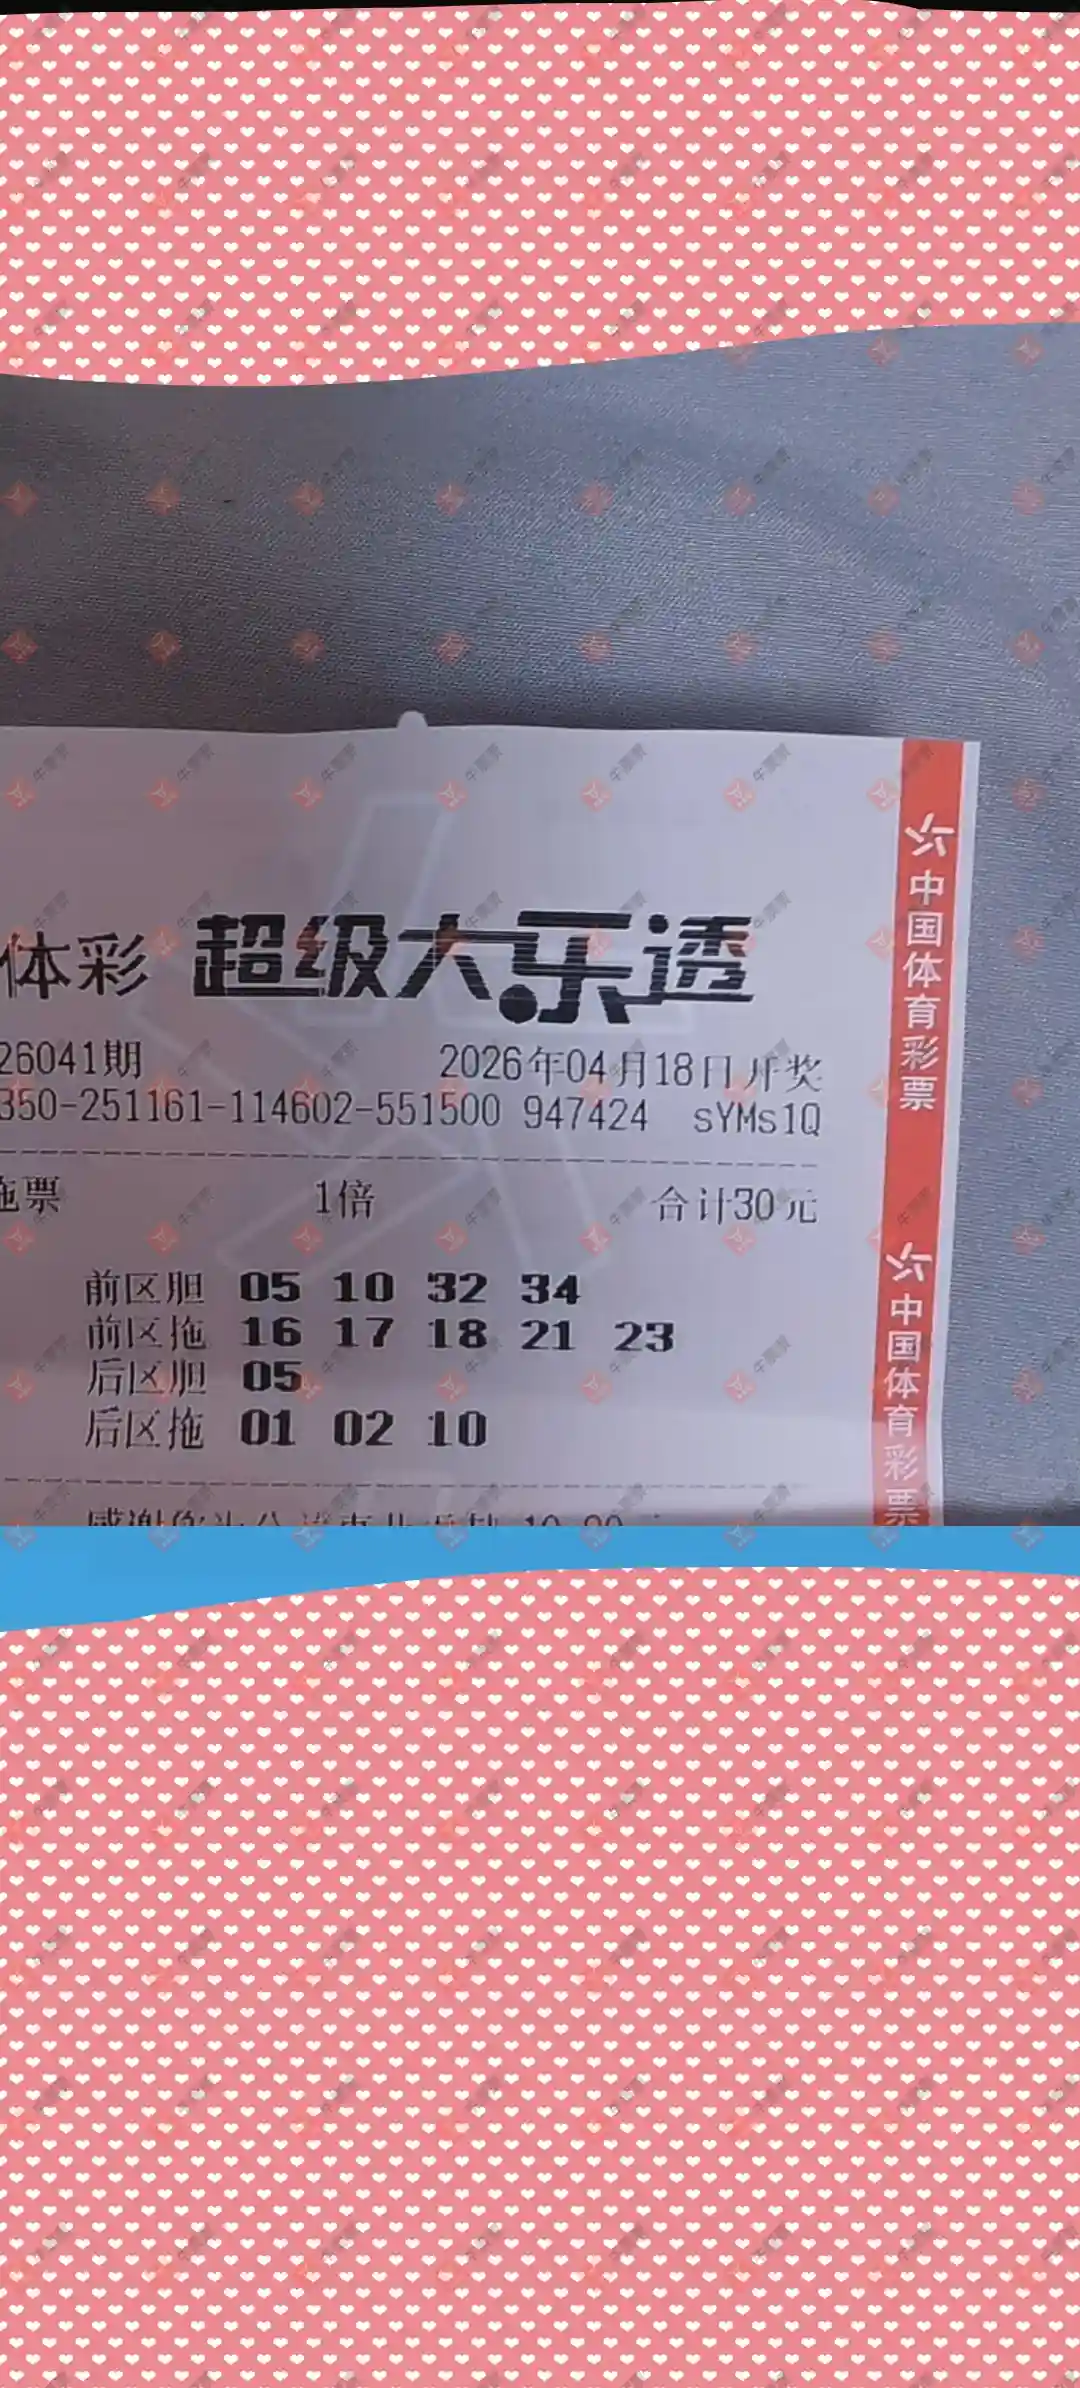 体彩 超级大乐透
26041期 2026年04月18日开奖
350-251161-114602-551500 947424 sYMs1Q
拖票 1倍 合计30元
前区胆 05 10 32 34
前区拖 16 17 18 21 23
后区胆 05
后区拖 01 02 10
中国体育彩票
中国体育彩票